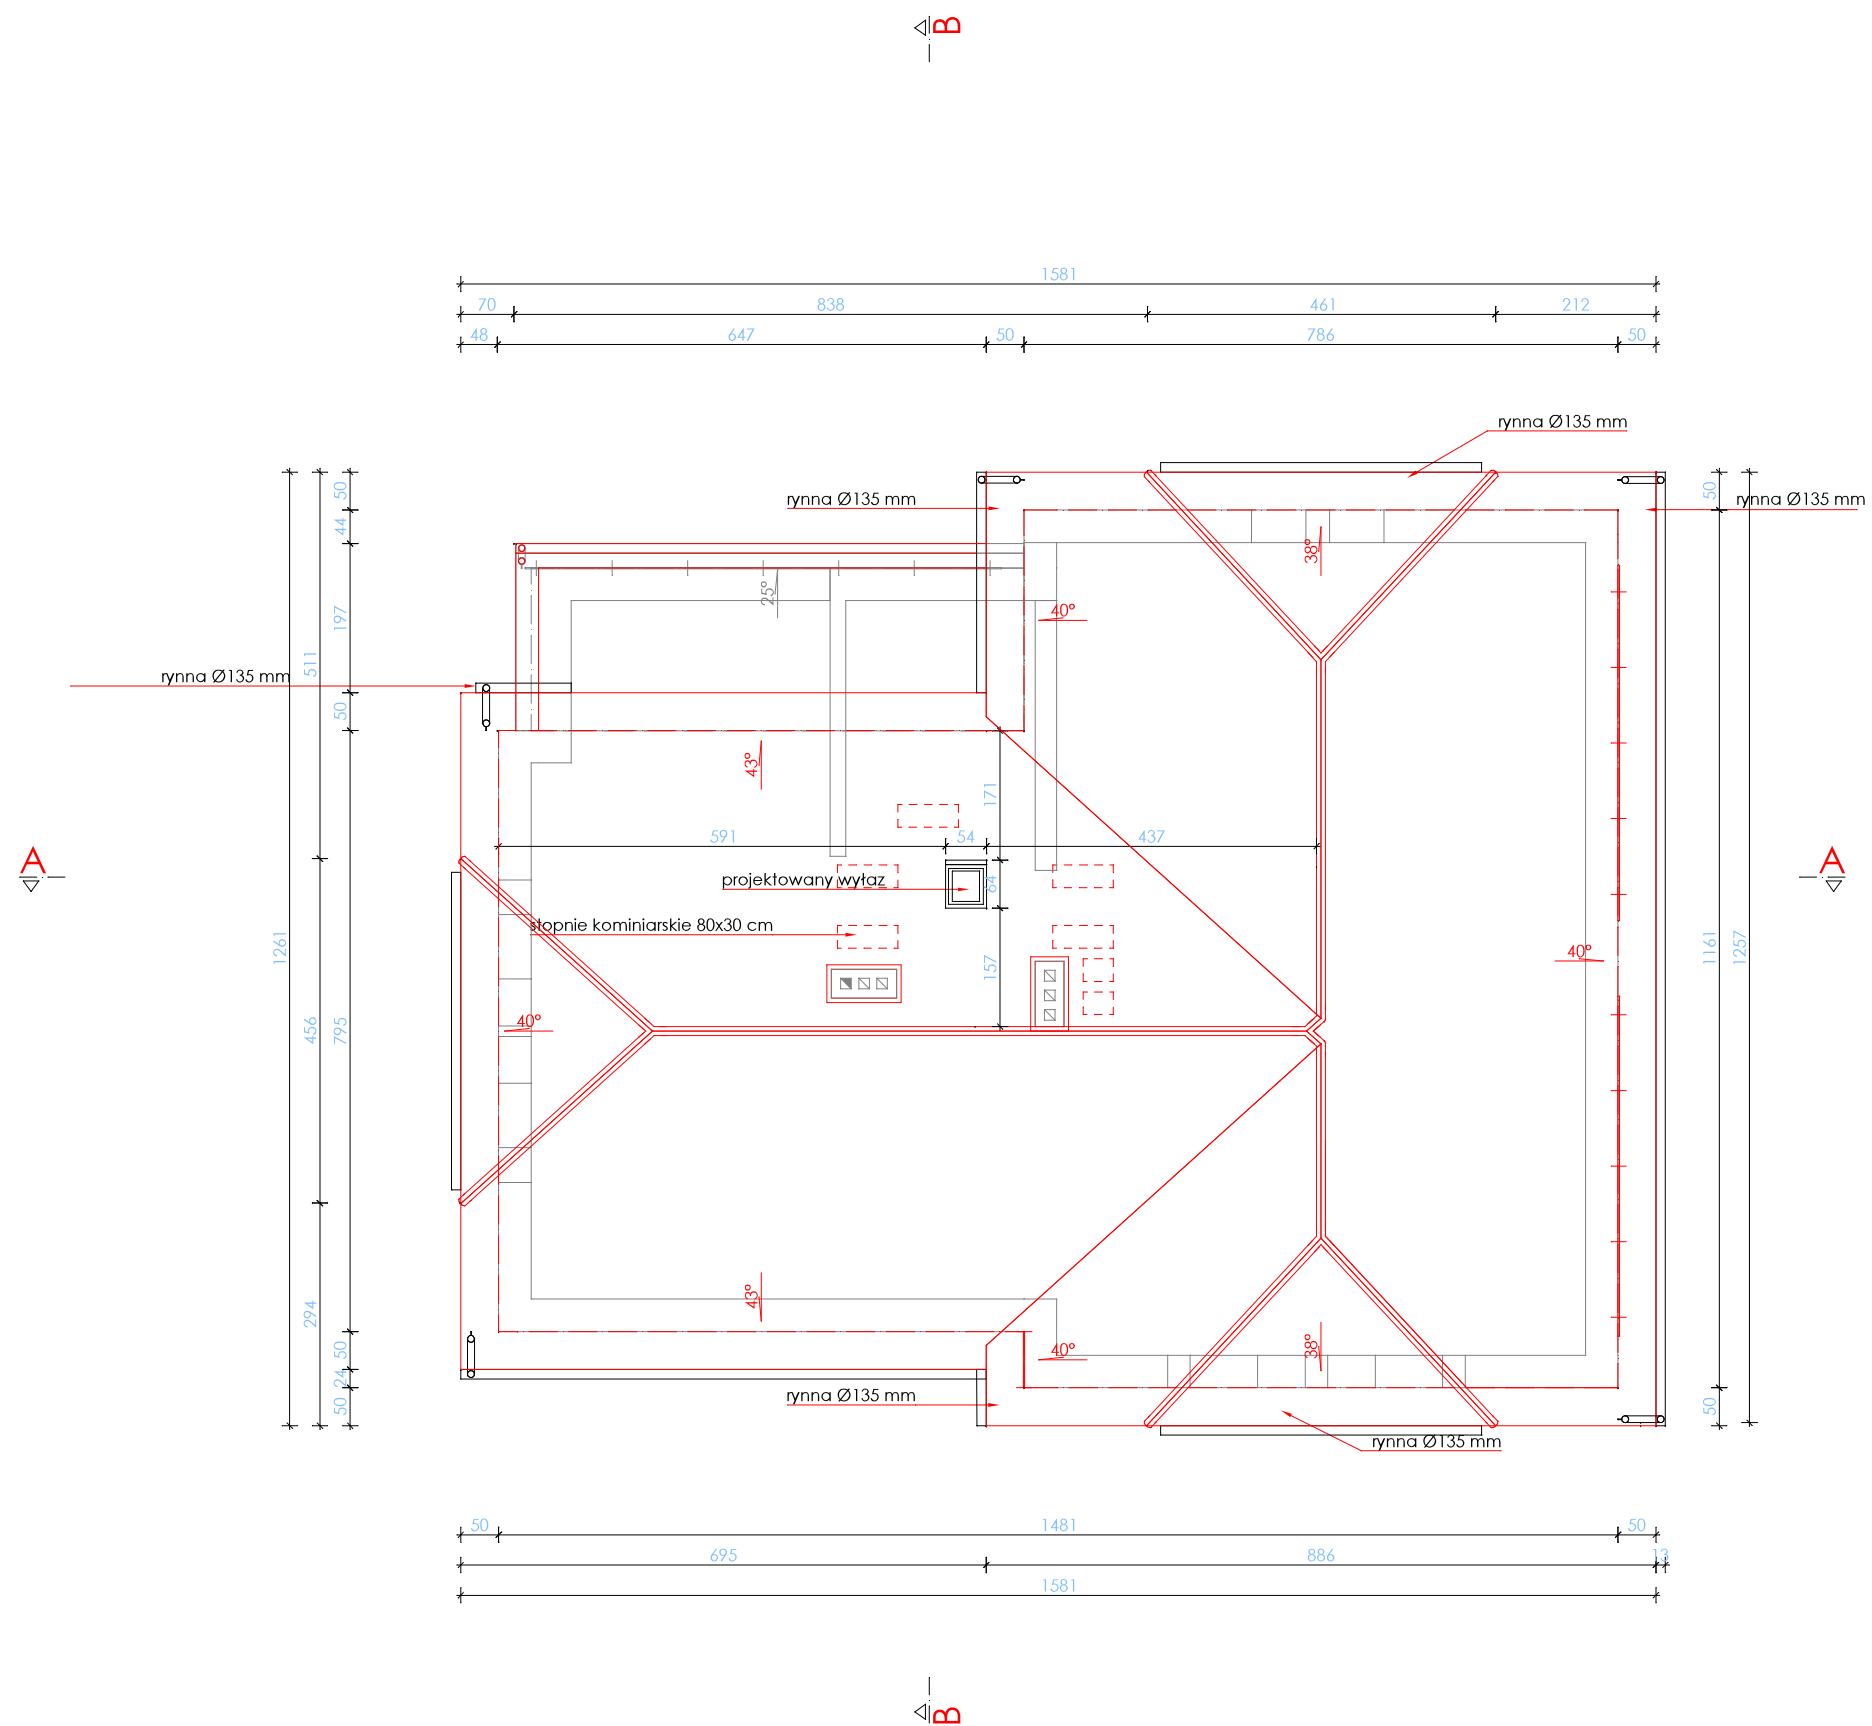 B
1581
70 838 461 212
48 647 50 786 50
rynna Ø135 mm
rynna Ø135 mm
rynna Ø135 mm
50
50
44
38°
25°
40°
197
511
rynna Ø135 mm
50
43°
171
591 54 437
A
A
projektowany wyłaz
64
stopnie kominiarskie 80x30 cm
1261
1161
1257
40°
157
40°
456
795
294
43°
38°
40°
50
24
50
50
rynna Ø135 mm
rynna Ø135 mm
50 1481 50
695 886 13
1581
B